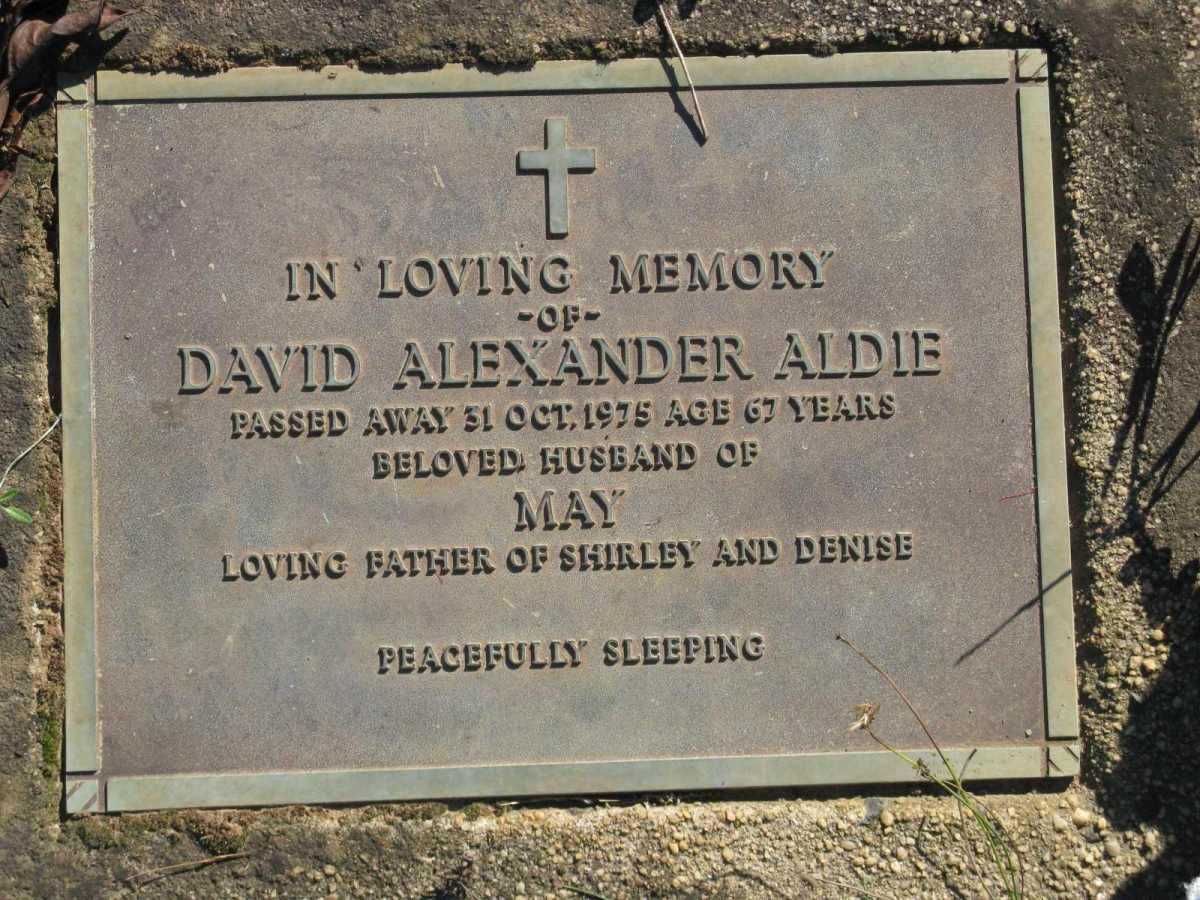 IN LOVING MEMORY
-OF-
DAVID ALEXANDER ALDIE
PASSED AWAY 31 OCT, 1975 AGE 67 YEARS
BELOVED HUSBAND OF
MAY
LOVING FATHER OF SHIRLEY AND DENISE
PEACEFULLY SLEEPING